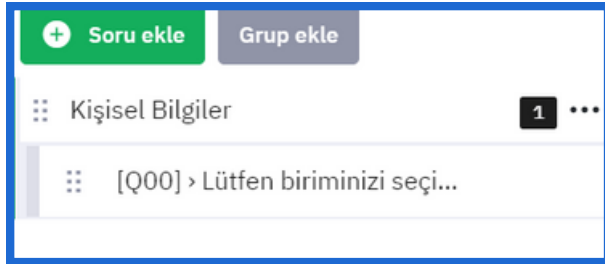 Soru ekle Grup ekle
Kişisel Bilgiler 1
[Q00] › Lütfen biriminizi seçi...